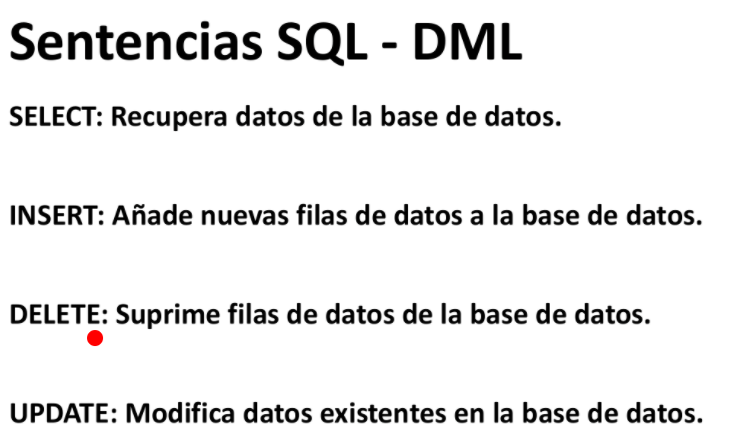 Sentencias SQL - DML
SELECT: Recupera datos de la base de datos.
INSERT: Añade nuevas filas de datos a la base de datos.
DELETE: Suprime filas de datos de la base de datos.
UPDATE: Modifica datos existentes en la base de datos.